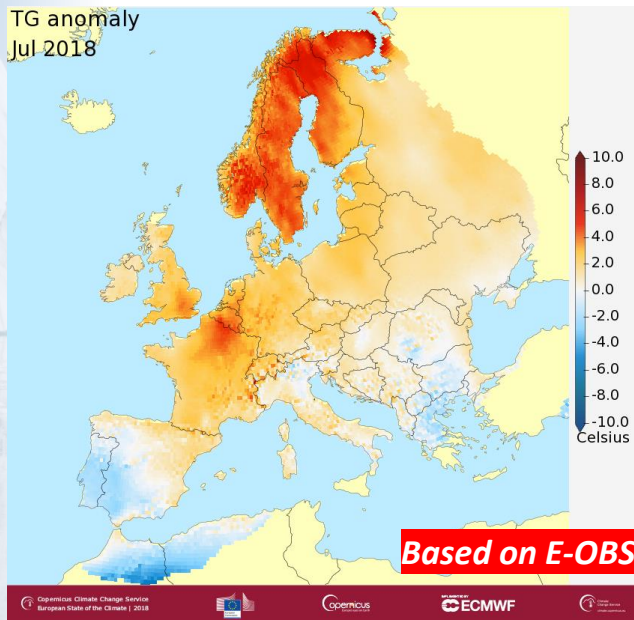 TG anomaly
Jul 2018
10.0
8.0
6.0
4.0
2.0
0.0
-2.0
-4.0
-6.0
-8.0
-10.0
Celsius
Based on E-OBS
Copernicus Climate Change Service
European State of the Climate | 2018
Copernicus
ECMWF